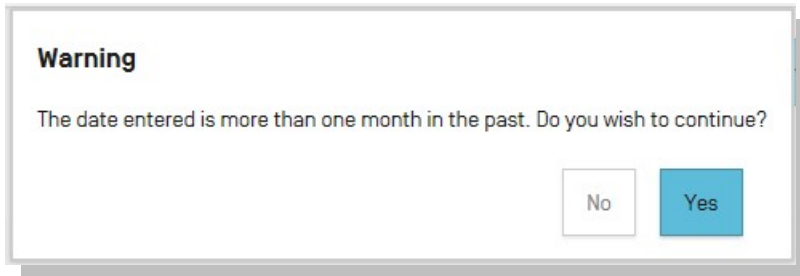 Warning
The date entered is more than one month in the past. Do you wish to continue?
No Yes